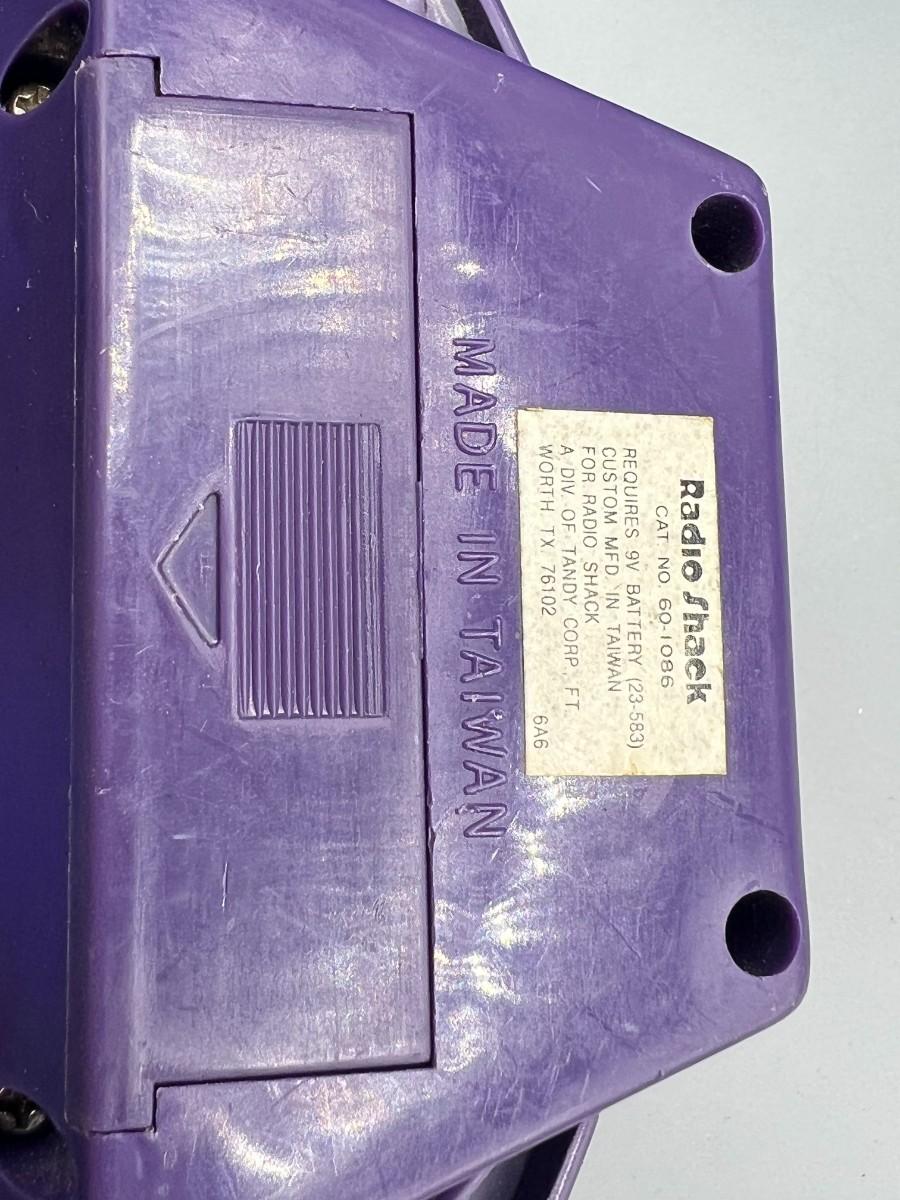 Radio Shack
CAT. NO. 60-1086
REQUIRES 9V BATTERY (23-583)
CUSTOM MFD. IN TAIWAN
FOR RADIO SHACK
A DIV. OF TANDY CORP., FT.
WORTH, TX 76102 6A6
MADE IN TAIWAN